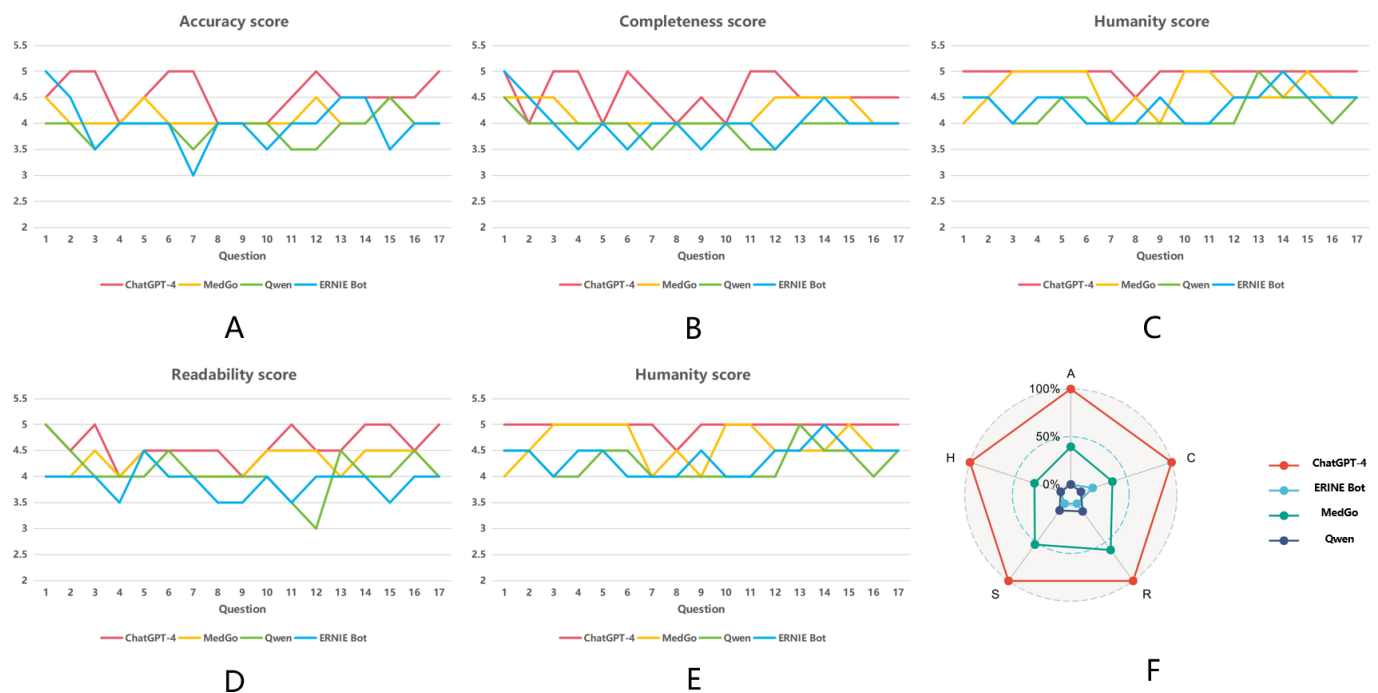 Accuracy score
5.5
5
4.5
4
3.5
3
2.5
2
1 2 3 4 5 6 7 8 9 10 11 12 13 14 15 16 17
Question
ChatGPT-4 MedGo Qwen ERNIE Bot
A
Completeness score
5.5
5
4.5
4
3.5
3
2.5
2
1 2 3 4 5 6 7 8 9 10 11 12 13 14 15 16 17
Question
ChatGPT-4 MedGo Qwen ERNIE Bot
B
Humanity score
5.5
5
4.5
4
3.5
3
2.5
2
1 2 3 4 5 6 7 8 9 10 11 12 13 14 15 16 17
Question
ChatGPT-4 MedGo Qwen ERNIE Bot
C
Readability score
5.5
5
4.5
4
3.5
3
2.5
2
1 2 3 4 5 6 7 8 9 10 11 12 13 14 15 16 17
Question
ChatGPT-4 MedGo Qwen ERNIE Bot
D
Humanity score
5.5
5
4.5
4
3.5
3
2.5
2
1 2 3 4 5 6 7 8 9 10 11 12 13 14 15 16 17
Question
ChatGPT-4 MedGo Qwen ERNIE Bot
E
A
100%
50%
0%
H
C
S
R
ChatGPT-4
ERINE Bot
MedGo
Qwen
F